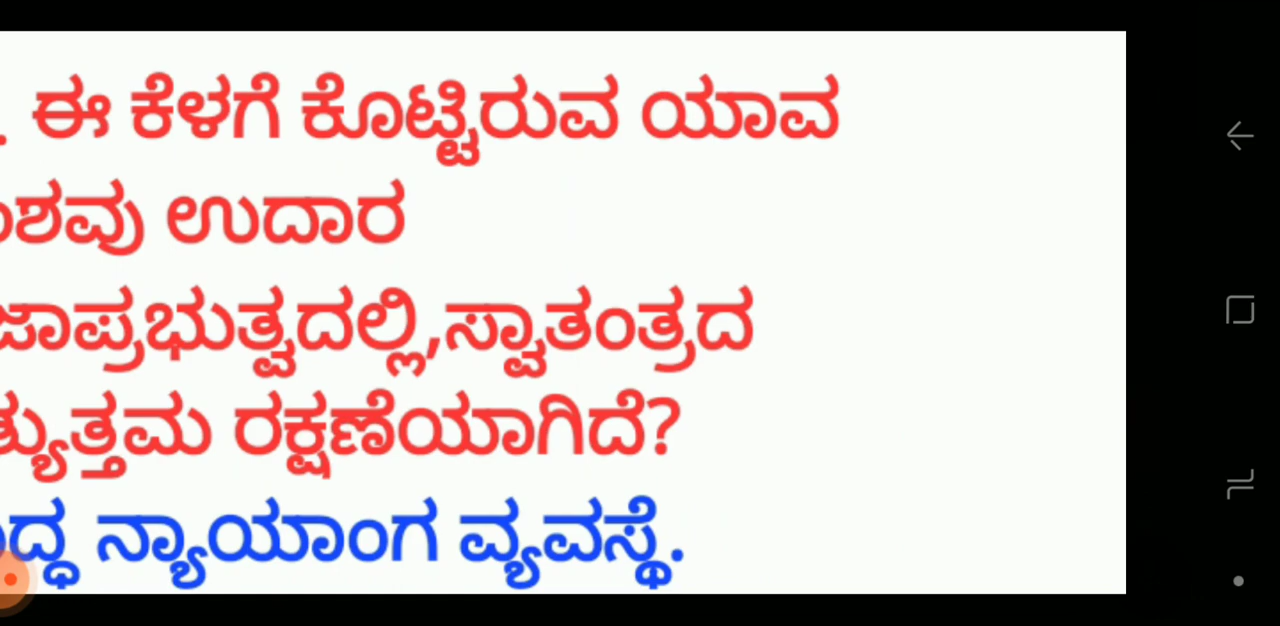 . ಈ ಕೆಳಗೆ ಕೊಟ್ಟಿರುವ ಯಾವ
ಂಶವು ಉದಾರ
ಜಾಪ್ರಭುತ್ವದಲ್ಲಿ,ಸ್ವಾತಂತ್ರದ
ತ್ಯುತ್ತಮ ರಕ್ಷಣೆಯಾಗಿದೆ?
ನ್ಯಾಯಾಂಗ ವ್ಯವಸ್ಥೆ.